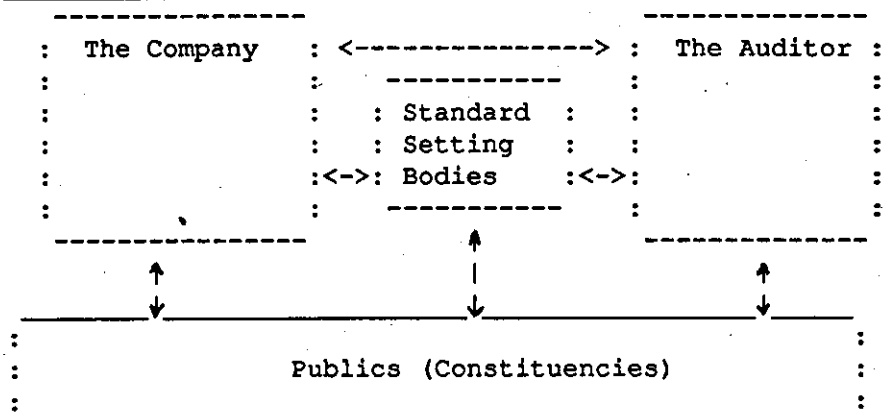 The Company <--------------> The Auditor
Standard
Setting
<-> Bodies <->
Publics (Constituencies)